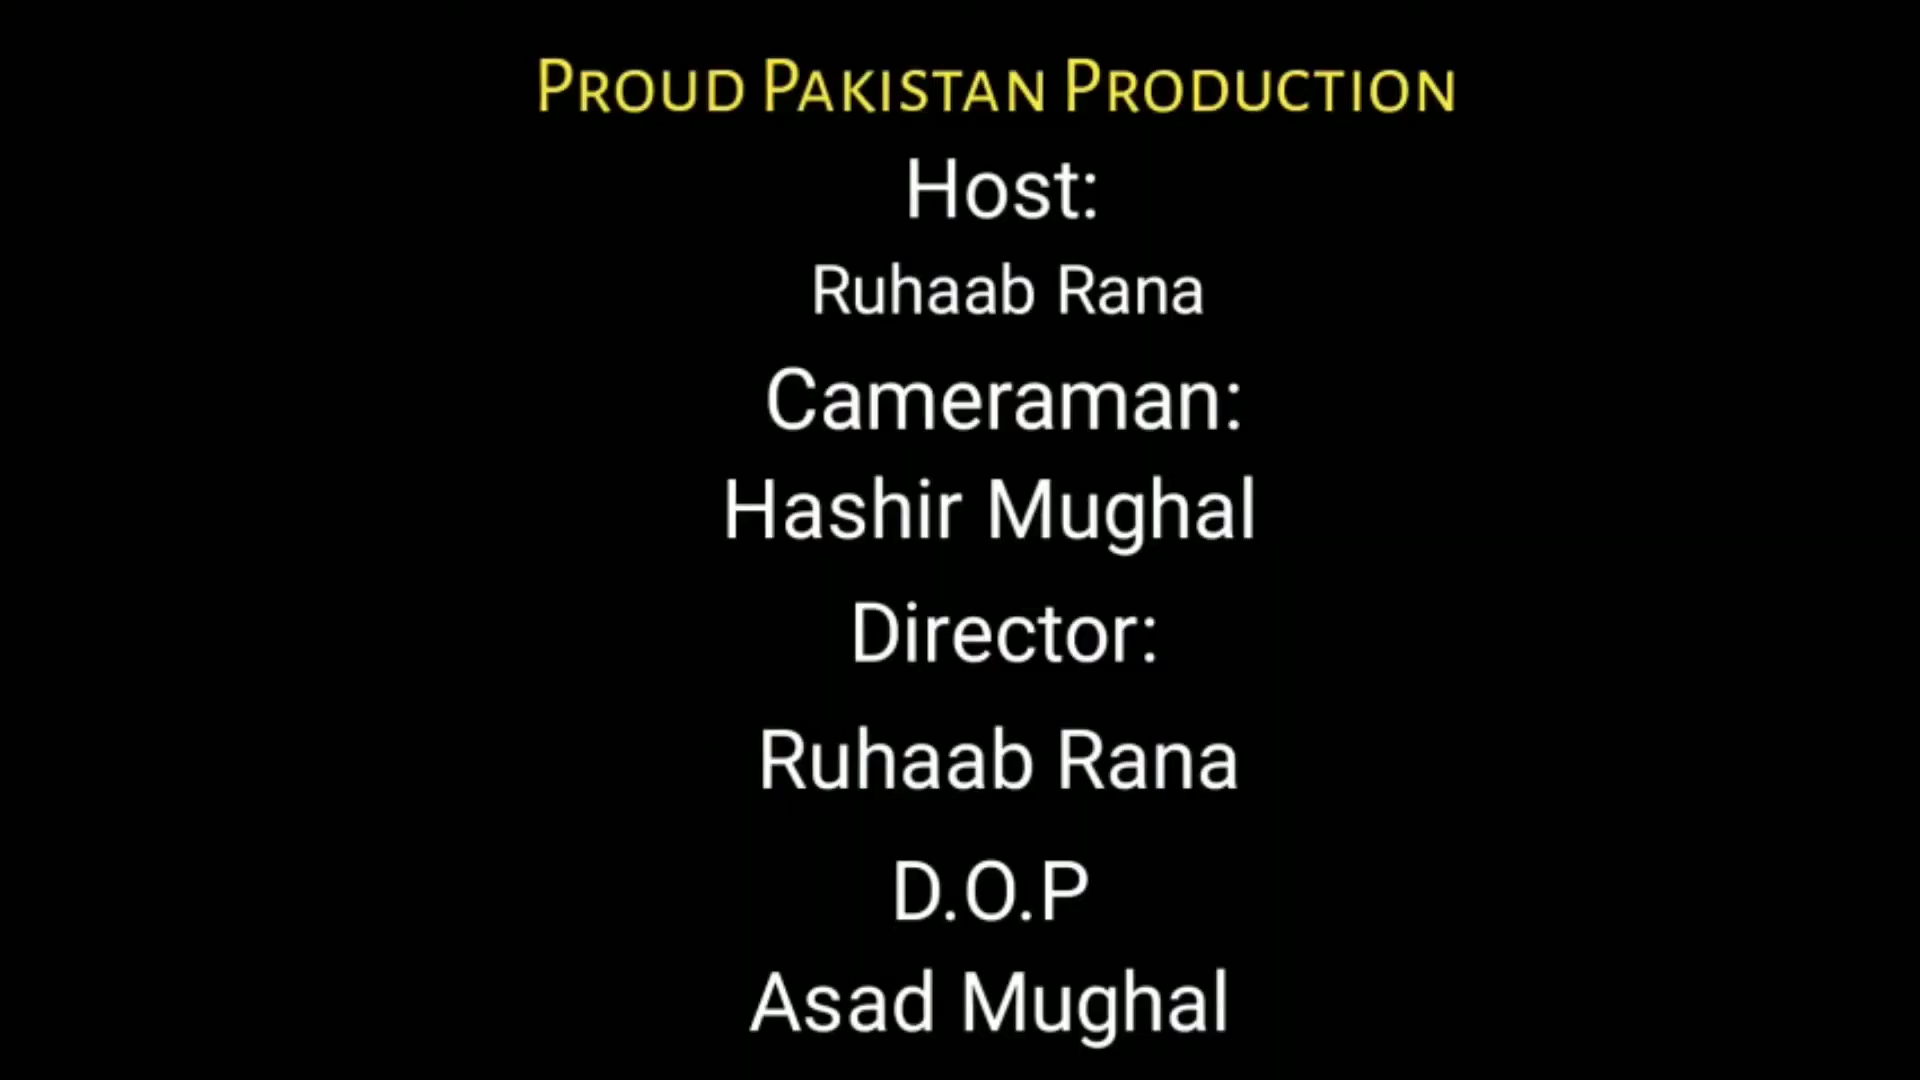 Proud Pakistan Production
Host:
Ruhaab Rana
Cameraman:
Hashir Mughal
Director:
Ruhaab Rana
D.O.P
Asad Mughal